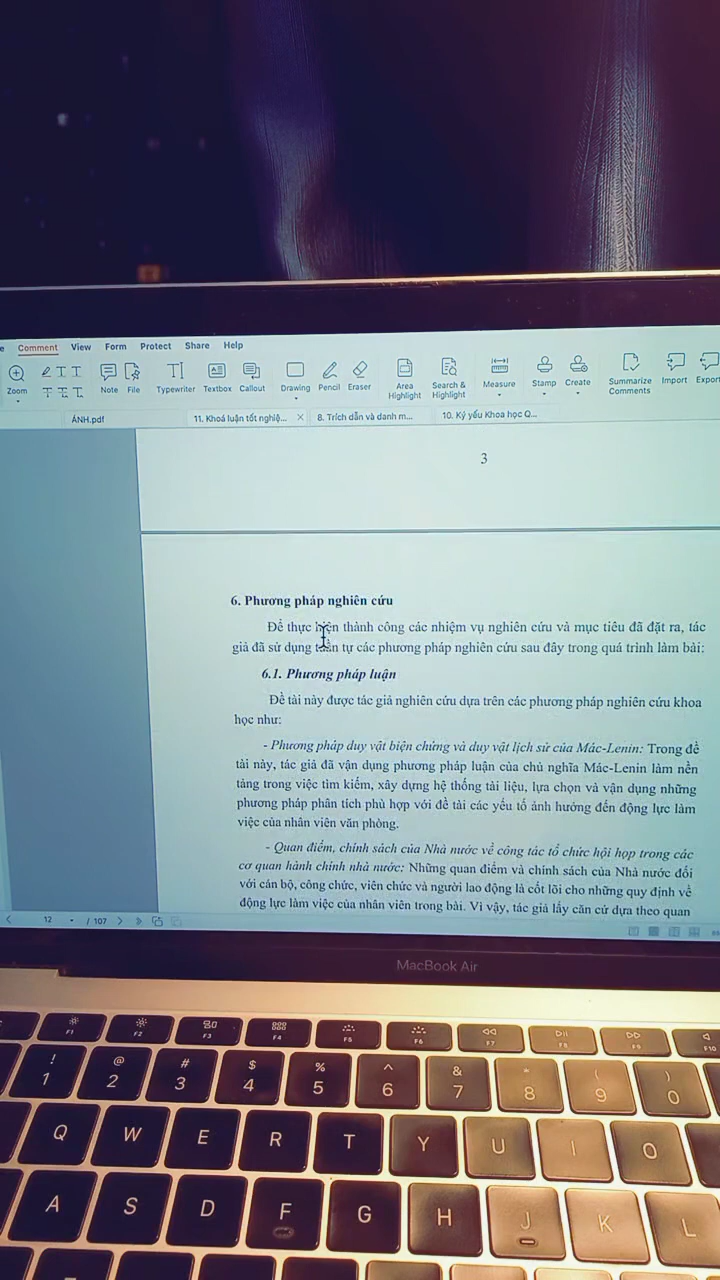 Comment View Form Protect Share Help
Zoom Note File Typewriter Textbox Callout Drawing Pencil Eraser Area Highlight Search & Highlight Measure Stamp Create Summarize Comments Import Export
ẢNH.pdf 11. Khoá luận tốt nghiệ... × 8. Trích dẫn và danh m... 10. Kỷ yếu Khoa học Q...
3
6. Phương pháp nghiên cứu
Để thực hiện thành công các nhiệm vụ nghiên cứu và mục tiêu đã đặt ra, tác
giả đã sử dụng tuần tự các phương pháp nghiên cứu sau đây trong quá trình làm bài:
6.1. Phương pháp luận
Đề tài này được tác giả nghiên cứu dựa trên các phương pháp nghiên cứu khoa
học như:
- Phương pháp duy vật biện chứng và duy vật lịch sử của Mác-Lenin: Trong đề
tài này, tác giả đã vận dụng phương pháp luận của chủ nghĩa Mác-Lenin làm nền
tảng trong việc tìm kiếm, xây dựng hệ thống tài liệu, lựa chọn và vận dụng những
phương pháp phân tích phù hợp với đề tài các yếu tố ảnh hưởng đến động lực làm
việc của nhân viên văn phòng.
- Quan điểm, chính sách của Nhà nước về công tác tổ chức hội họp trong các
cơ quan hành chính nhà nước: Những quan điểm và chính sách của Nhà nước đối
với cán bộ, công chức, viên chức và người lao động là cốt lõi cho những quy định về
động lực làm việc của nhân viên trong bài. Vì vậy, tác giả lấy căn cứ dựa theo quan
12 / 107
MacBook Air
F1 F2 F3 F4 F5 F6 F7 F8 F9 F10
! @ # $ % ^ & * ( )
1 2 3 4 5 6 7 8 9 0
Q W E R T Y U I O
A S D F G H J K L